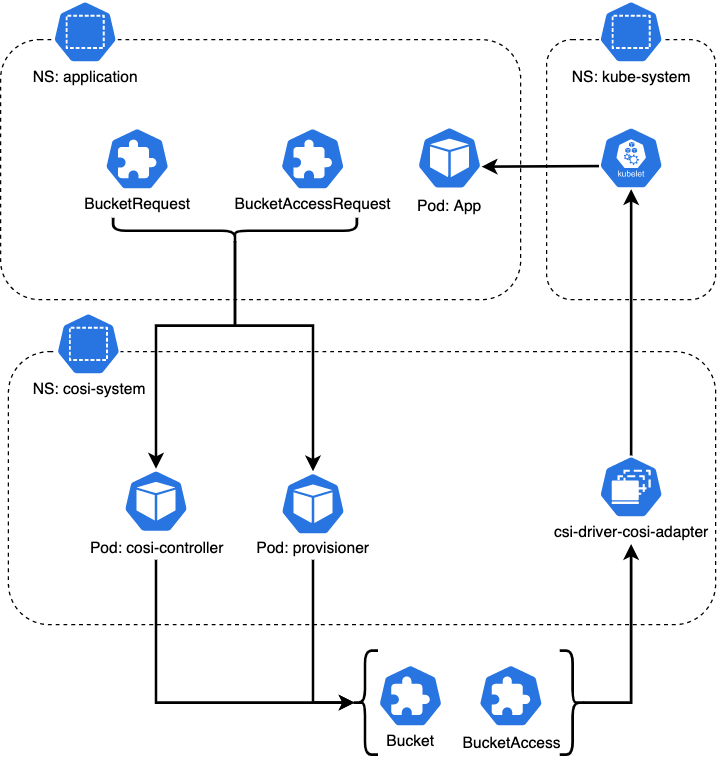 NS: application
NS: kube-system
kubelet
BucketRequest
BucketAccessRequest
Pod: App
NS: cosi-system
Pod: cosi-controller
Pod: provisioner
csi-driver-cosi-adapter
Bucket
BucketAccess